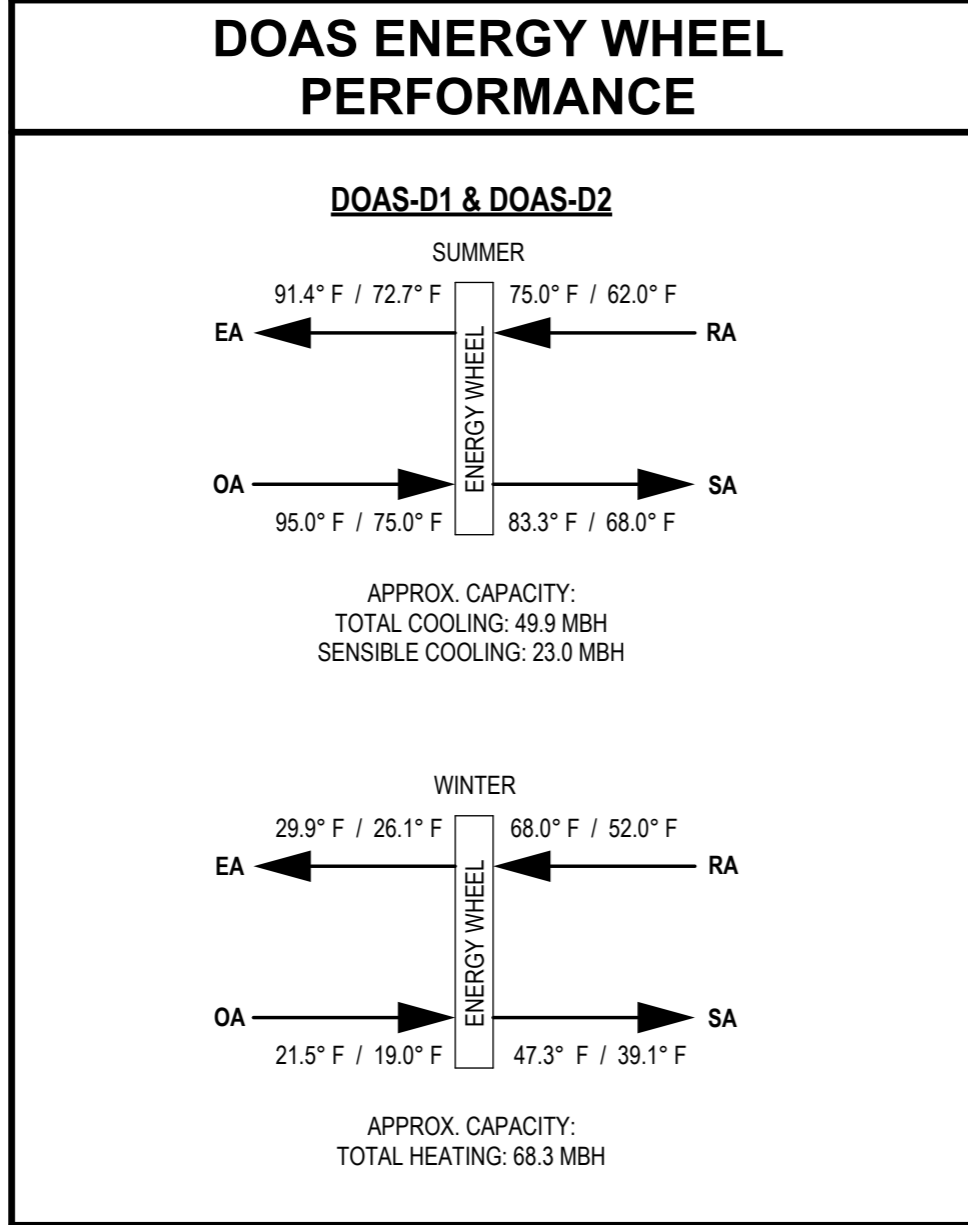 DOAS ENERGY WHEEL
PERFORMANCE
DOAS-D1 & DOAS-D2
SUMMER
91.4° F / 72.7° F
75.0° F / 62.0° F
EA
ENERGY WHEEL
RA
OA
SA
95.0° F / 75.0° F
83.3° F / 68.0° F
APPROX. CAPACITY:
TOTAL COOLING: 49.9 MBH
SENSIBLE COOLING: 23.0 MBH
WINTER
29.9° F / 26.1° F
68.0° F / 52.0° F
EA
ENERGY WHEEL
RA
OA
SA
21.5° F / 19.0° F
47.3° F / 39.1° F
APPROX. CAPACITY:
TOTAL HEATING: 68.3 MBH